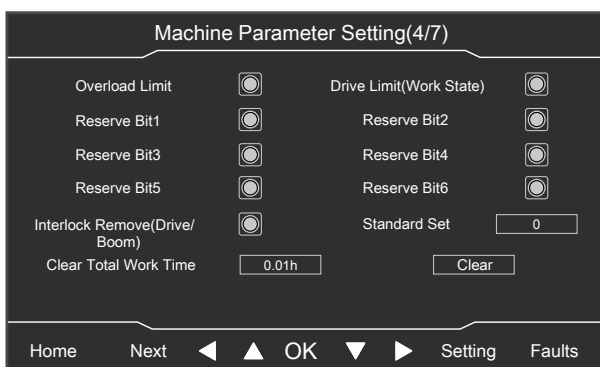 Machine Parameter Setting(4/7)
Overload Limit
Drive Limit(Work State)
Reserve Bit1
Reserve Bit2
Reserve Bit3
Reserve Bit4
Reserve Bit5
Reserve Bit6
Interlock Remove(Drive/
Boom)
Standard Set
0
Clear Total Work Time
0.01h
Clear
Home Next OK Setting Faults